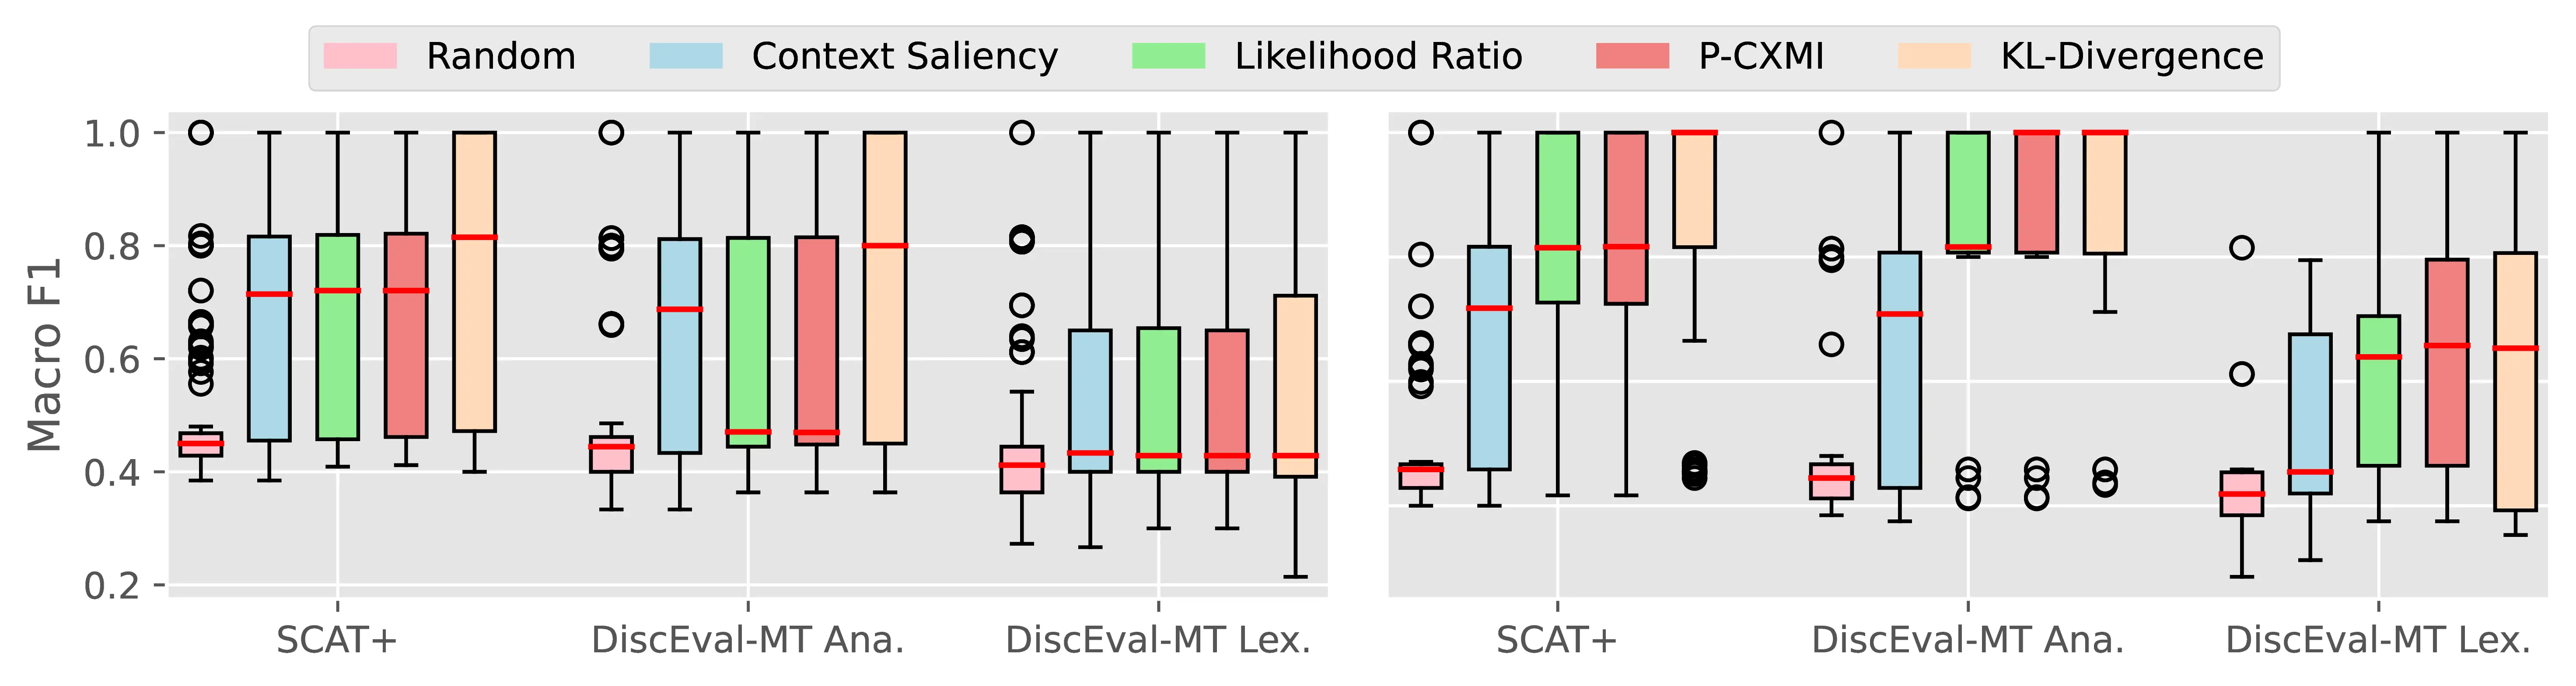 Random Context Saliency Likelihood Ratio P-CXMI KL-Divergence
Macro F1
1.0
0.8
0.6
0.4
0.2
SCAT+ DiscEval-MT Ana. DiscEval-MT Lex. SCAT+ DiscEval-MT Ana. DiscEval-MT Lex.